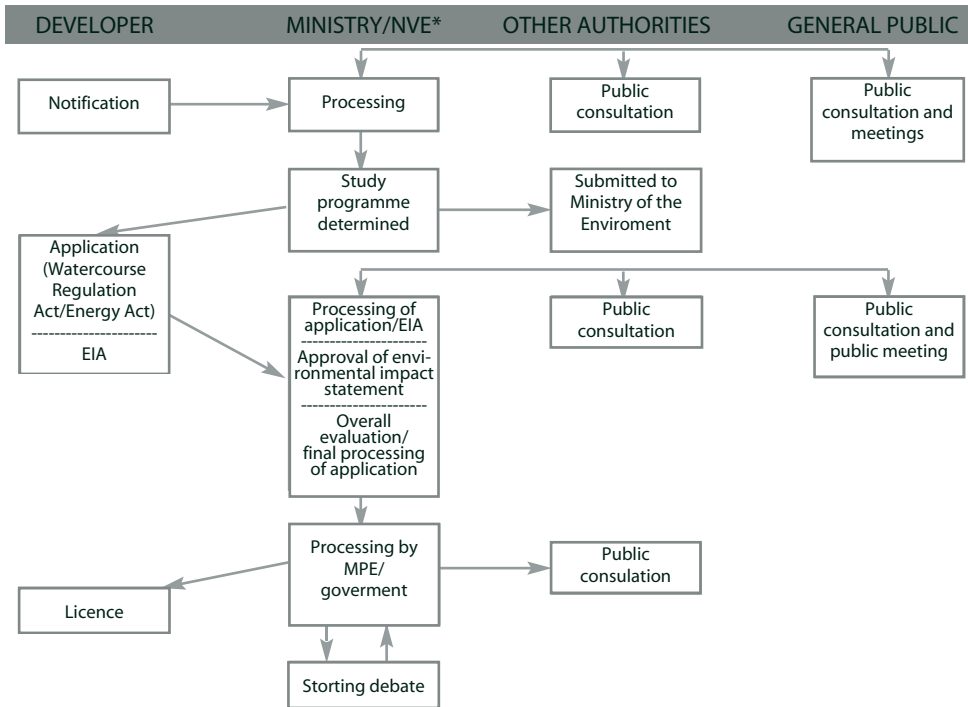 DEVELOPER MINISTRY/NVE* OTHER AUTHORITIES GENERAL PUBLIC
Notification
Processing
Public
consultation
Public
consultation and
meetings
Study
programme
determined
Submitted to
Ministry of the
Enviroment
Application
(Watercourse
Regulation
Act/Energy Act)
-----------------------
EIA
Processing of
application/EIA
-----------------------
Approval of envi-
ronmental impact
statement
-----------------------
Overall
evaluation/
final processing
of application
Public
consultation
Public
consultation and
public meeting
Processing by
MPE/
goverment
Public
consulation
Licence
Storting debate